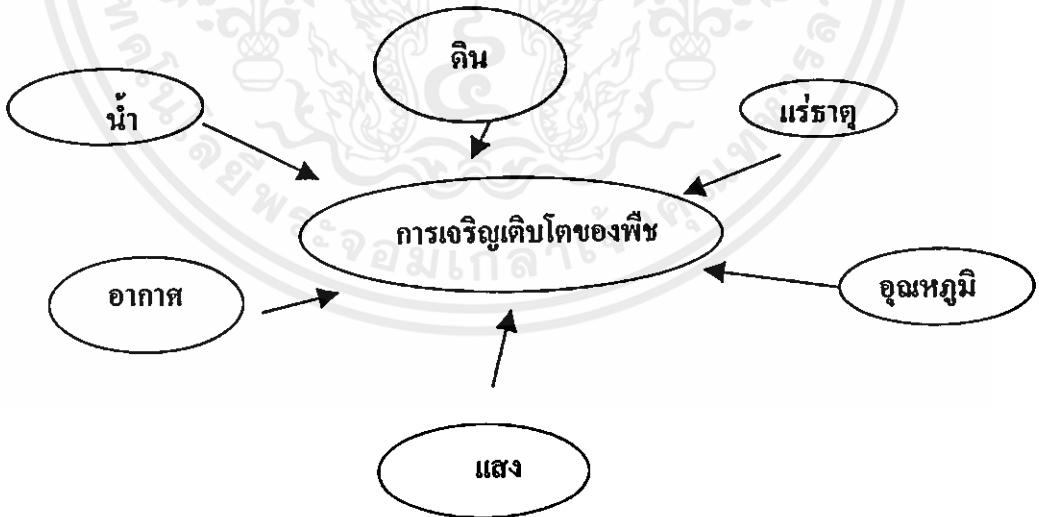 ดิน
น้ำ
แร่ธาตุ
การเจริญเติบโตของพืช
อากาศ
อุณหภูมิ
แสง